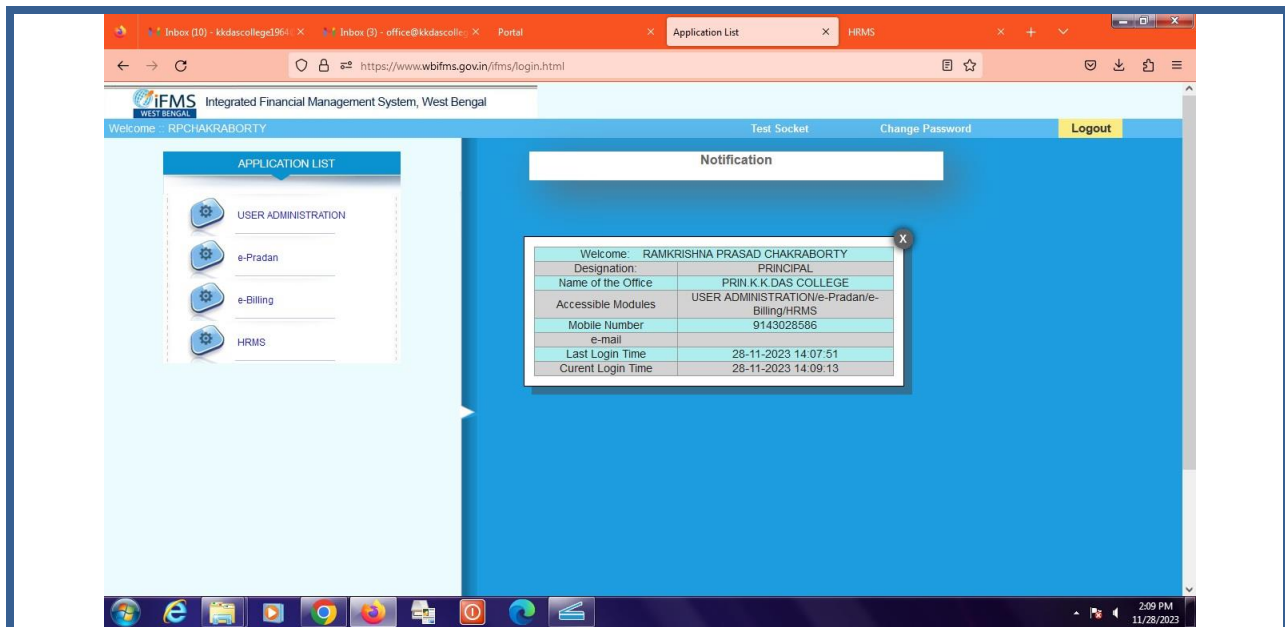 Inbox (10) - kkdascollege1964
Inbox (3) - office@kkdascolleg
Portal
Application List
HRMS
https://www.wbifms.gov.in/ifms/login.html
iFMS
WEST BENGAL
Integrated Financial Management System, West Bengal
Welcome :: RPCHAKRABORTY
Test Socket
Change Password
Logout
APPLICATION LIST
USER ADMINISTRATION
e-Pradan
e-Billing
HRMS
Notification
X
Welcome: RAMKRISHNA PRASAD CHAKRABORTY
Designation: PRINCIPAL
Name of the Office PRIN.K.K.DAS COLLEGE
Accessible Modules USER ADMINISTRATION/e-Pradan/e-
Billing/HRMS
Mobile Number 9143028586
e-mail
Last Login Time 28-11-2023 14:07:51
Curent Login Time 28-11-2023 14:09:13
2:09 PM
11/28/2023